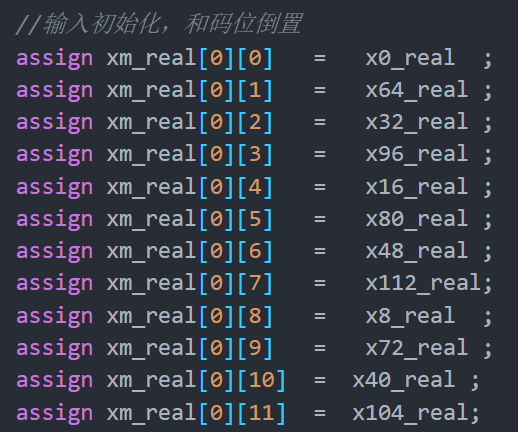 //输入初始化，和码位倒置
assign xm_real[0][0]   =   x0_real  ;
assign xm_real[0][1]   =   x64_real ;
assign xm_real[0][2]   =   x32_real ;
assign xm_real[0][3]   =   x96_real ;
assign xm_real[0][4]   =   x16_real ;
assign xm_real[0][5]   =   x80_real ;
assign xm_real[0][6]   =   x48_real ;
assign xm_real[0][7]   =   x112_real;
assign xm_real[0][8]   =   x8_real  ;
assign xm_real[0][9]   =   x72_real ;
assign xm_real[0][10]  =  x40_real ;
assign xm_real[0][11]  =  x104_real;